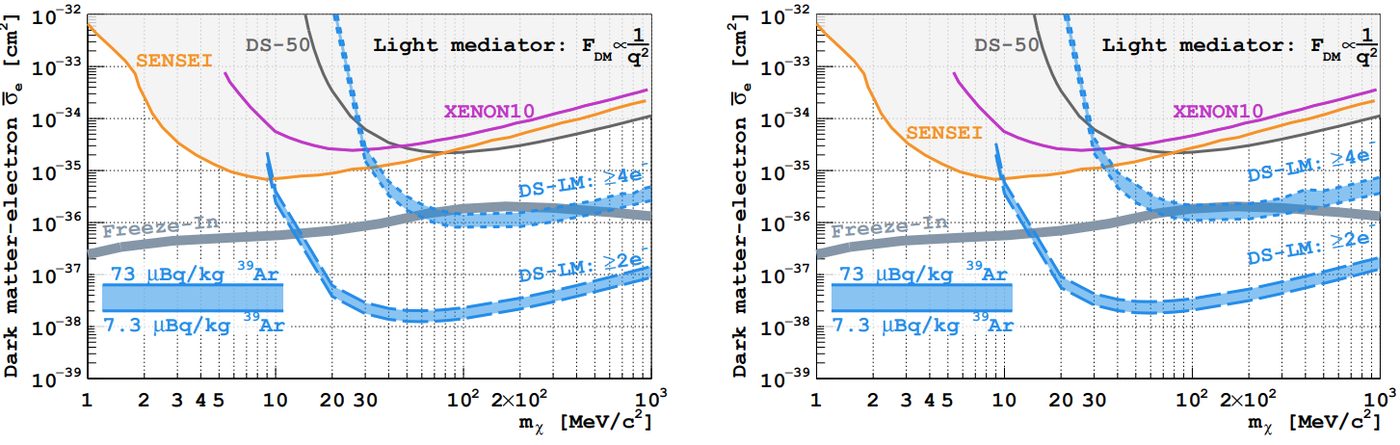 Dark matter-electron σ̅e [cm²]
10⁻³²
10⁻³³
10⁻³⁴
10⁻³⁵
10⁻³⁶
10⁻³⁷
10⁻³⁸
10⁻³⁹
SENSEI
DS-50
Light mediator: F_DM∝1/q²
XENON10
DS-LM: ≥4e⁻
Freeze-In
DS-LM: ≥2e⁻
73 µBq/kg ³⁹Ar
7.3 µBq/kg ³⁹Ar
1 2 3 4 5 10 20 30 10² 2×10² 10³
mχ [MeV/c²]
Dark matter-electron σ̅e [cm²]
10⁻³²
10⁻³³
10⁻³⁴
10⁻³⁵
10⁻³⁶
10⁻³⁷
10⁻³⁸
10⁻³⁹
DS-50
Light mediator: F_DM∝1/q²
XENON10
SENSEI
DS-LM: ≥4e⁻
Freeze-In
DS-LM: ≥2e⁻
73 µBq/kg ³⁹Ar
7.3 µBq/kg ³⁹Ar
1 2 3 4 5 10 20 30 10² 2×10² 10³
mχ [MeV/c²]